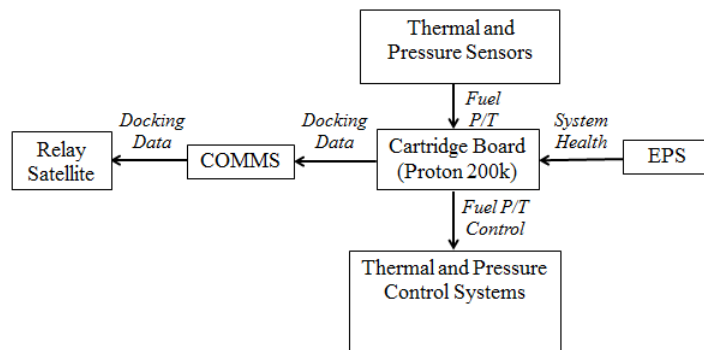 Thermal and
Pressure Sensors
Fuel
P/T
Docking
Data
Docking
Data
System
Health
Relay
Satellite
COMMS
Cartridge Board
(Proton 200k)
EPS
Fuel P/T
Control
Thermal and Pressure
Control Systems